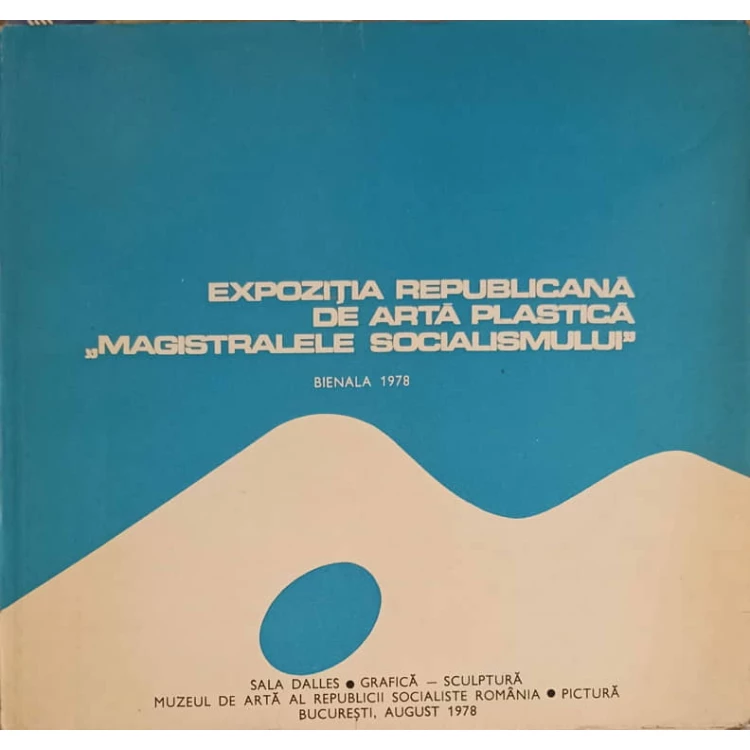 EXPOZIȚIA REPUBLICANĂ
DE ARTĂ PLASTICĂ
„MAGISTRALELE SOCIALISMULUI”
BIENALA 1978
SALA DALLES ● GRAFICĂ — SCULPTURĂ
MUZEUL DE ARTĂ AL REPUBLICII SOCIALISTE ROMÂNIA ● PICTURĂ
BUCUREȘTI, AUGUST 1978